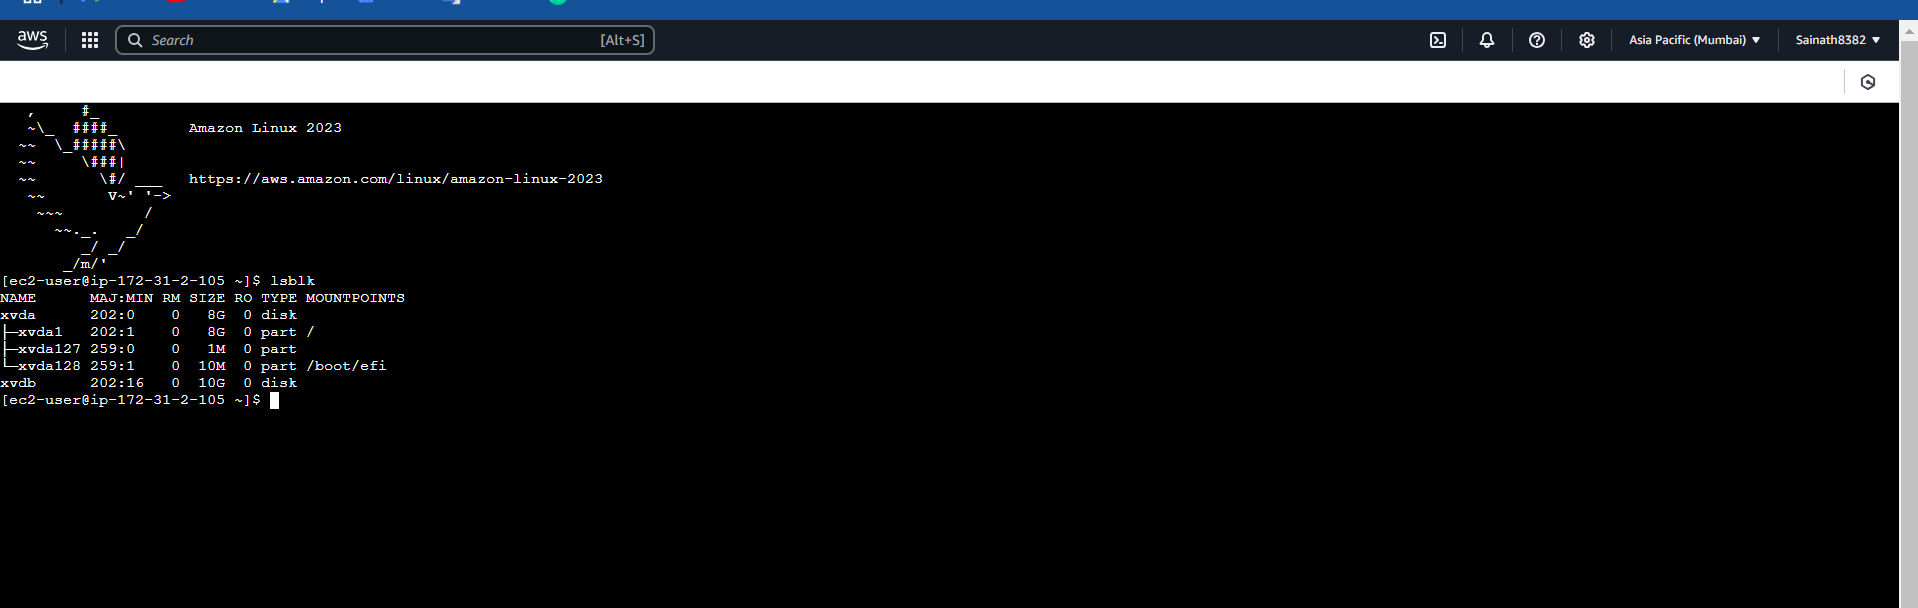 aws
Search [Alt+S] Asia Pacific (Mumbai) Sainath8382
   ,     #_
   ~\_  ####_        Amazon Linux 2023
  ~~  \_#####\
  ~~     \###|
  ~~       \#/ ___   https://aws.amazon.com/linux/amazon-linux-2023
   ~~       V~' '->
    ~~~         /
      ~~._.   _/
         _/ _/
       _/m/'
[ec2-user@ip-172-31-2-105 ~]$ lsblk
NAME      MAJ:MIN RM SIZE RO TYPE MOUNTPOINTS
xvda      202:0    0   8G  0 disk
├─xvda1   202:1    0   8G  0 part /
├─xvda127 259:0    0   1M  0 part
└─xvda128 259:1    0  10M  0 part /boot/efi
xvdb      202:16   0  10G  0 disk
[ec2-user@ip-172-31-2-105 ~]$